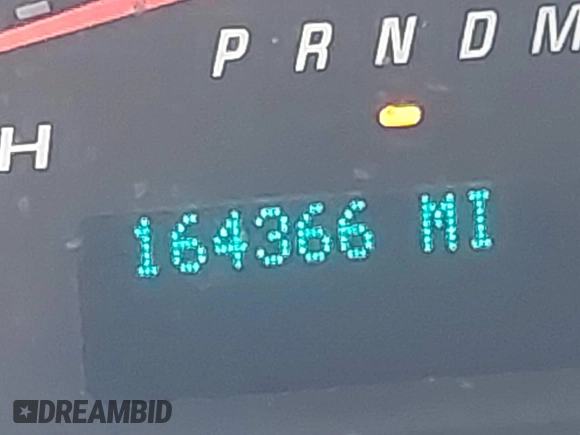 P R N D M
H
164366 MI
DREAMBID